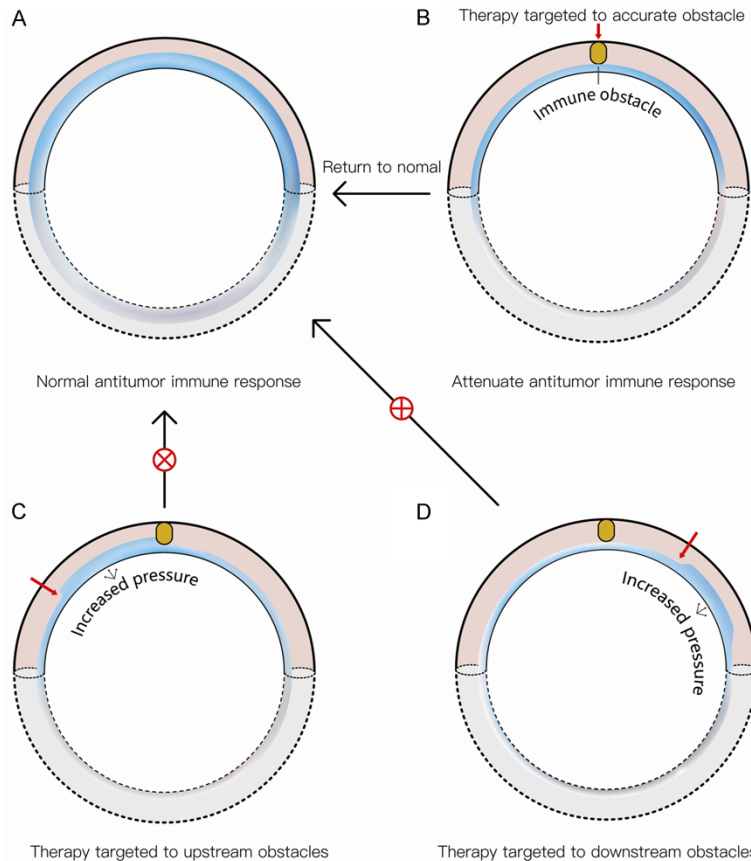 A
B
Therapy targeted to accurate obstacle
Immune obstacle
Return to nomal
Normal antitumor immune response
Attenuate antitumor immune response
C
D
Increased pressure
Increased pressure
Therapy targeted to upstream obstacles
Therapy targeted to downstream obstacles